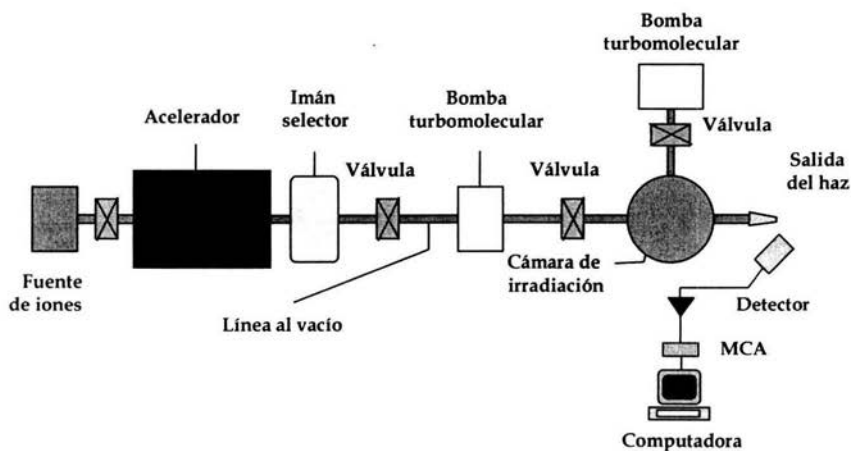 Bomba
turbomolecular
Válvula
Salida
del haz
Imán
selector
Acelerador
Bomba
turbomolecular
Válvula
Válvula
Fuente
de iones
Línea al vacío
Cámara de
irradiación
Detector
MCA
Computadora